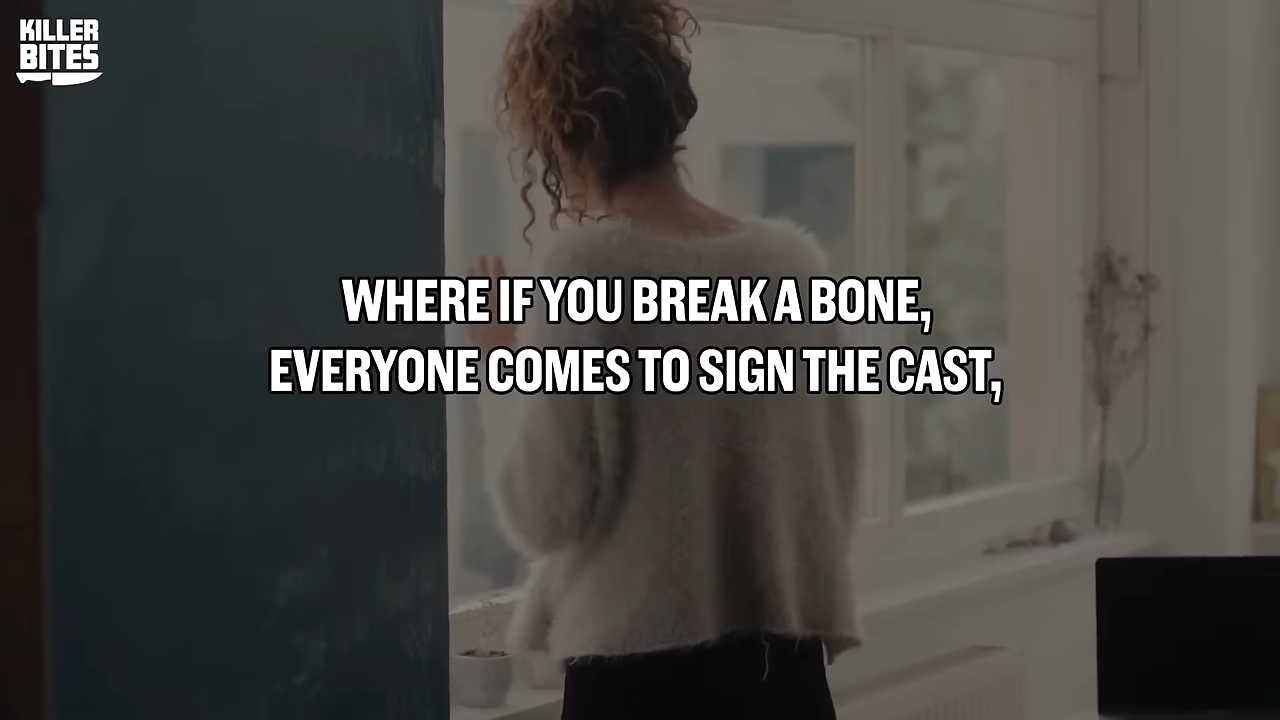 KILLER
BITES
WHERE IF YOU BREAK A BONE,
EVERYONE COMES TO SIGN THE CAST,